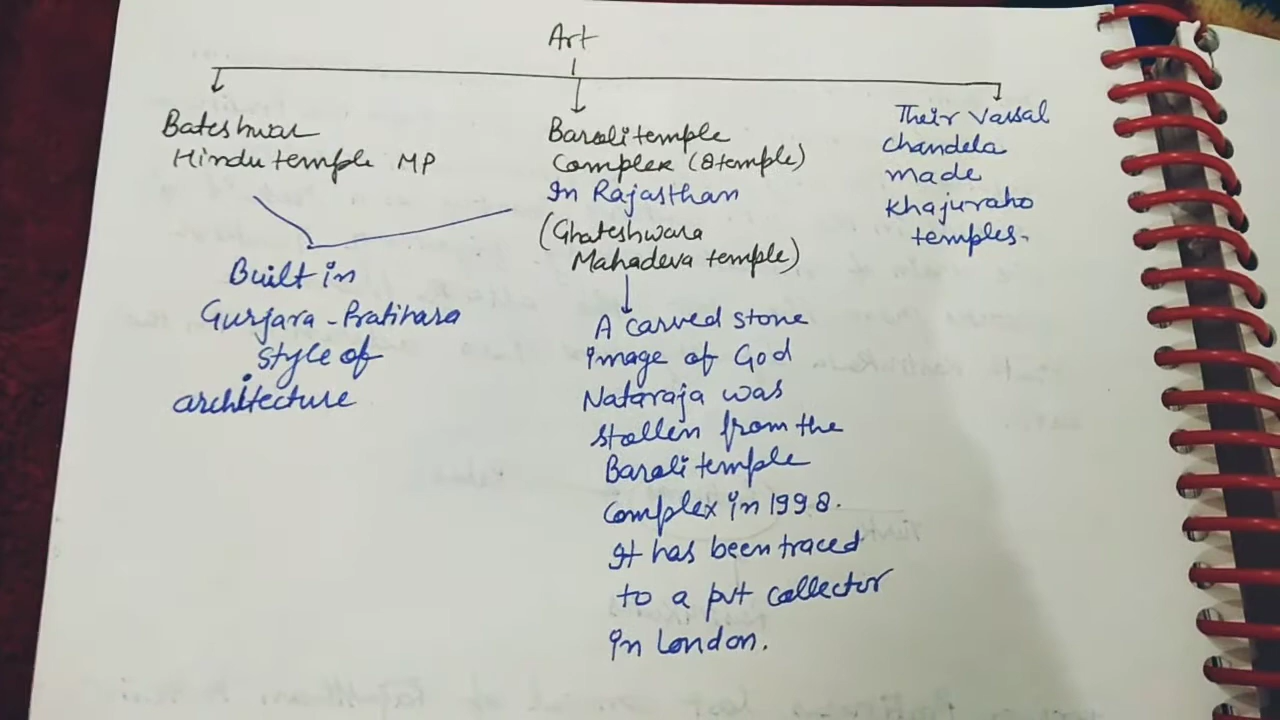 Art
Bateshwar
Hindu temple MP
Built in
Gurjara-Pratihara
style of
architecture
Baroli temple
Complex (8 temple)
In Rajasthan
(Ghateshwara
Mahadeva temple)
A carved stone
image of God
Nataraja was
stollen from the
Baroli temple
Complex in 1998.
It has been traced
to a pvt collector
in London.
Their Vassal
chandela
made
Khajuraho
temples.